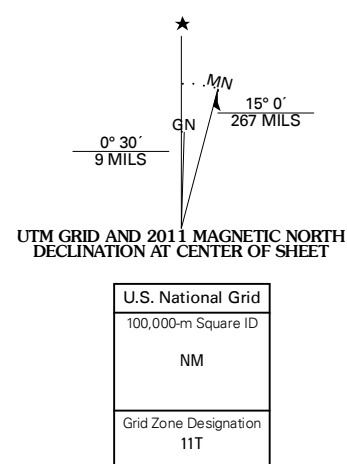 ★
MN
15° 0´
267 MILS
GN
0° 30´
9 MILS
UTM GRID AND 2011 MAGNETIC NORTH
DECLINATION AT CENTER OF SHEET
U.S. National Grid
100,000-m Square ID
NM
Grid Zone Designation
11T